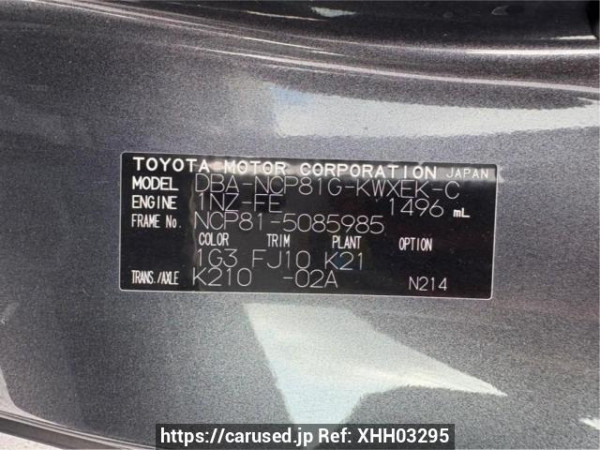 TOYOTA MOTOR CORPORATION JAPAN
MODEL DBA-NCP81G-KWXEK-C
ENGINE 1NZ-FE 1496 mL
FRAME No. NCP81-5085985
COLOR TRIM PLANT OPTION
1G3 FJ10 K21
TRANS./AXLE K210 -02A N214
https://carused.jp Ref: XHH03295